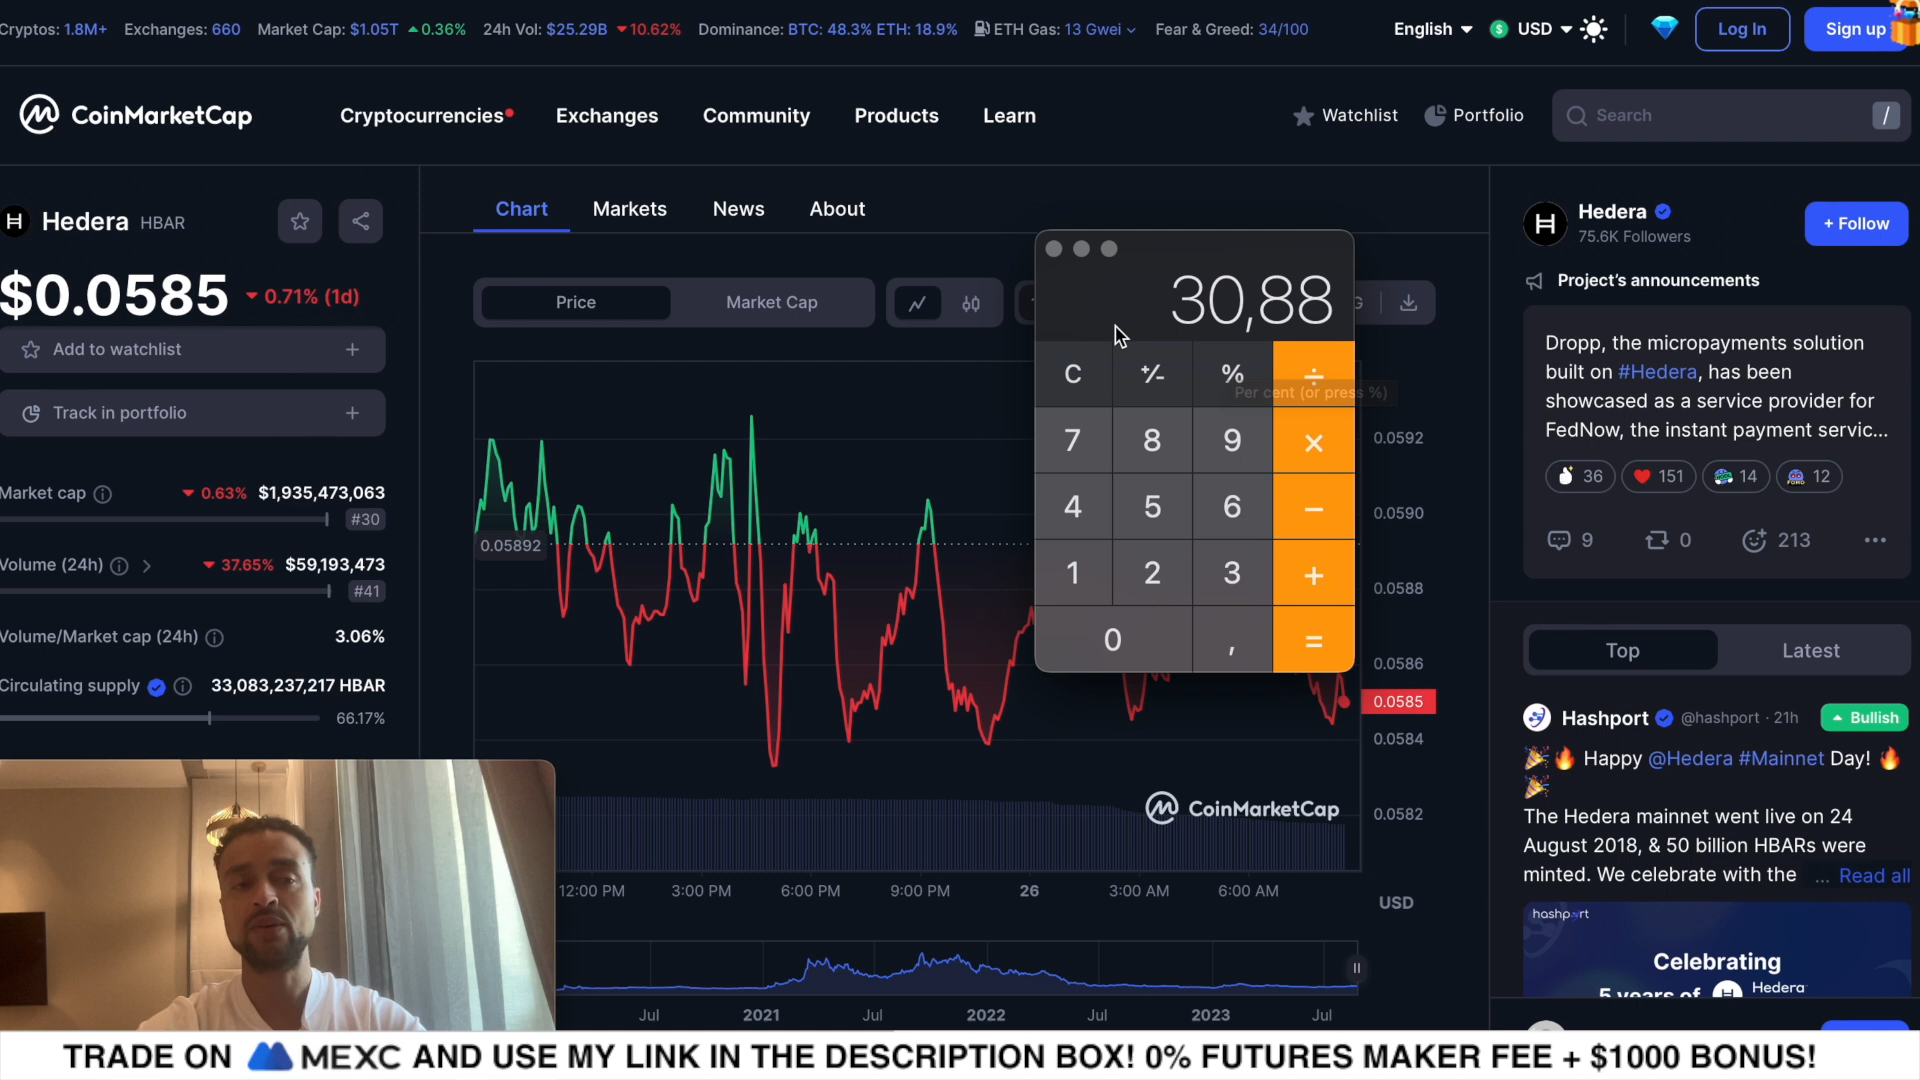 Cryptos: 1.8M+ Exchanges: 660 Market Cap: $1.05T 0.36% 24h Vol: $25.29B 10.62% Dominance: BTC: 48.3% ETH: 18.9% ETH Gas: 13 Gwei Fear & Greed: 34/100 English USD Log In Sign up
CoinMarketCap Cryptocurrencies Exchanges Community Products Learn Watchlist Portfolio Search /
Hedera HBAR
$0.0585 0.71% (1d)
Add to watchlist +
Track in portfolio +
Market cap 0.63% $1,935,473,063
#30
Volume (24h) 37.65% $59,193,473
#41
Volume/Market cap (24h) 3.06%
Circulating supply 33,083,237,217 HBAR
66.17%
Chart Markets News About
Price Market Cap
30,88
C +/- % ÷
Per cent (or press %)
7 8 9 ×
4 5 6 −
1 2 3 +
0 , =
0.05892
0.0592
0.0590
0.0588
0.0586
0.0585
0.0584
0.0582
CoinMarketCap
12:00 PM 3:00 PM 6:00 PM 9:00 PM 26 3:00 AM 6:00 AM
USD
Jul 2021 Jul 2022 Jul 2023 Jul
Hedera
75.6K Followers
+ Follow
Project's announcements
Dropp, the micropayments solution
built on #Hedera, has been
showcased as a service provider for
FedNow, the instant payment servic...
36 151 14 12
9 0 213
Top Latest
Hashport @hashport · 21h Bullish
Happy @Hedera #Mainnet Day!
The Hedera mainnet went live on 24
August 2018, & 50 billion HBARs were
minted. We celebrate with the ... Read all
hashport
Celebrating
5 years of Hedera
TRADE ON MEXC AND USE MY LINK IN THE DESCRIPTION BOX! 0% FUTURES MAKER FEE + $1000 BONUS!